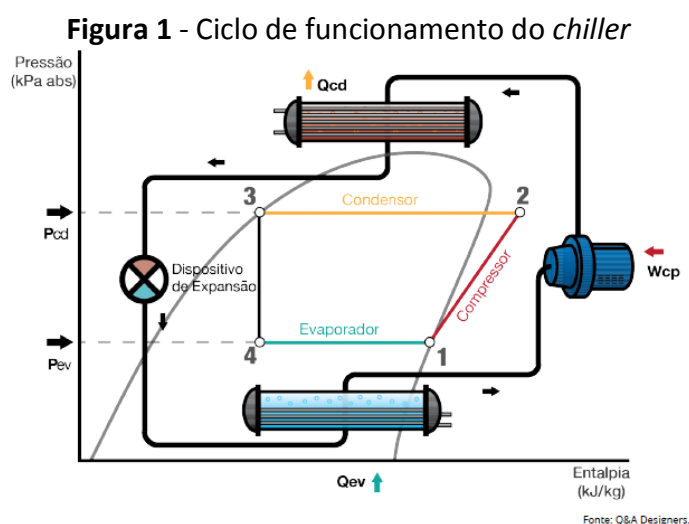 Figura 1 - Ciclo de funcionamento do chiller
Pressão
(kPa abs)
Qcd
3
Condensor
2
Pcd
Dispositivo
de Expansão
Compressor
Wcp
Evaporador
4
1
Pev
Qev
Entalpia
(kJ/kg)
Fonte: Q&A Designers.